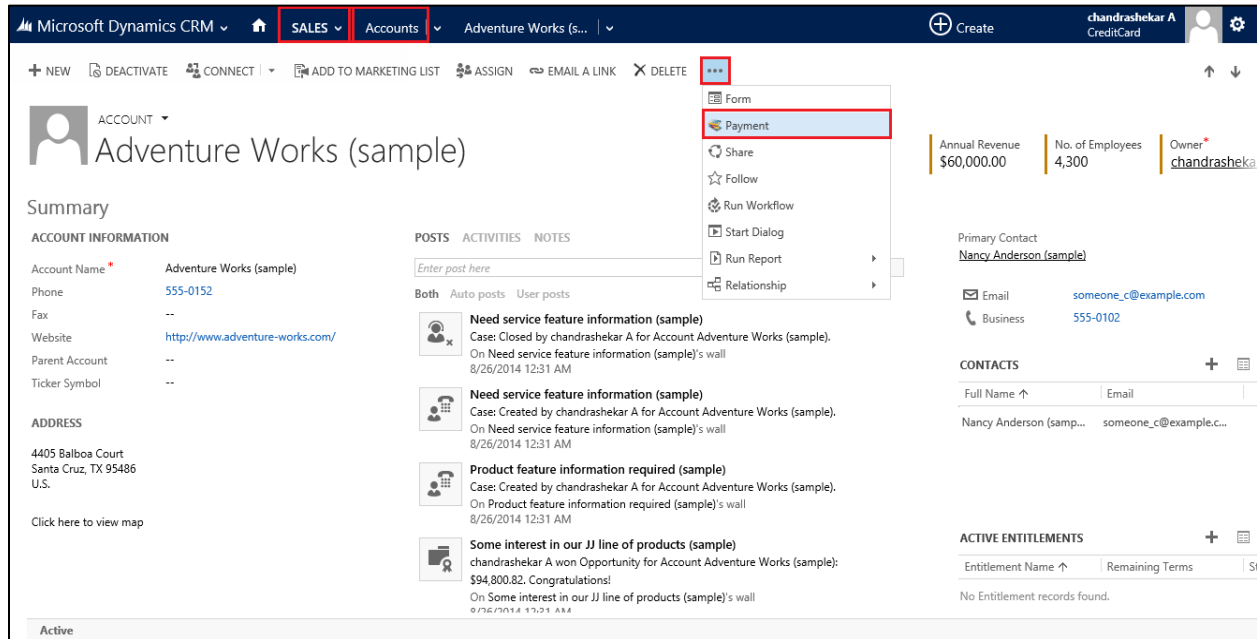 Microsoft Dynamics CRM SALES Accounts Adventure Works (s... Create chandrashekar A
CreditCard
NEW DEACTIVATE CONNECT ADD TO MARKETING LIST ASSIGN EMAIL A LINK DELETE ...
Form
Payment
Share
Follow
Run Workflow
Start Dialog
Run Report
Relationship
ACCOUNT
Adventure Works (sample)
Annual Revenue
$60,000.00
No. of Employees
4,300
Owner*
chandrasheka
Summary
ACCOUNT INFORMATION
Account Name* Adventure Works (sample)
Phone 555-0152
Fax --
Website http://www.adventure-works.com/
Parent Account --
Ticker Symbol --
ADDRESS
4405 Balboa Court
Santa Cruz, TX 95486
U.S.
Click here to view map
POSTS ACTIVITIES NOTES
Enter post here
Both Auto posts User posts
Need service feature information (sample)
Case: Closed by chandrashekar A for Account Adventure Works (sample).
On Need service feature information (sample)'s wall
8/26/2014 12:31 AM
Need service feature information (sample)
Case: Created by chandrashekar A for Account Adventure Works (sample).
On Need service feature information (sample)'s wall
8/26/2014 12:31 AM
Product feature information required (sample)
Case: Created by chandrashekar A for Account Adventure Works (sample).
On Product feature information required (sample)'s wall
8/26/2014 12:31 AM
Some interest in our JJ line of products (sample)
chandrashekar A won Opportunity for Account Adventure Works (sample):
$94,800.82. Congratulations!
On Some interest in our JJ line of products (sample)'s wall
8/26/2014 12:31 AM
Primary Contact
Nancy Anderson (sample)
Email someone_c@example.com
Business 555-0102
CONTACTS
Full Name Email
Nancy Anderson (samp... someone_c@example.c...
ACTIVE ENTITLEMENTS
Entitlement Name Remaining Terms St
No Entitlement records found.
Active